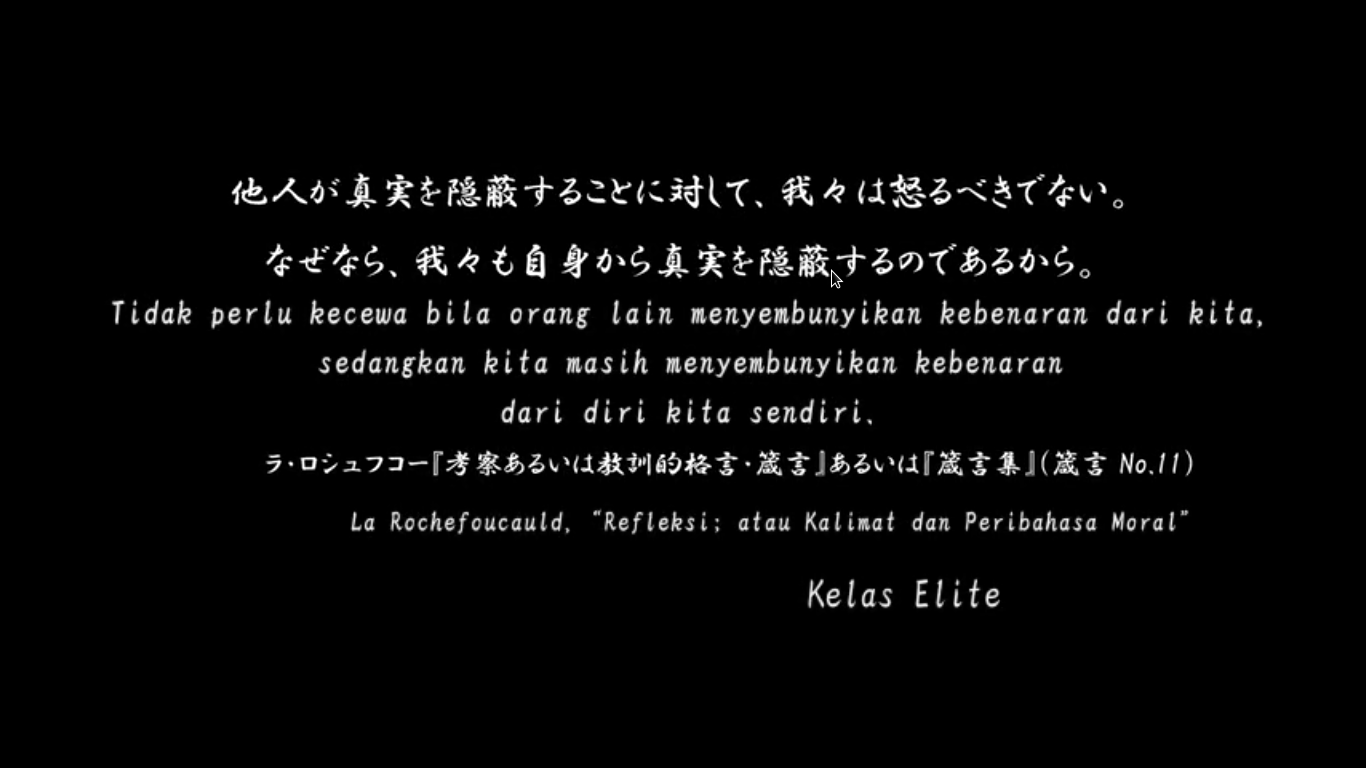 他人が真実を隠蔽することに対して、我々は怒るべきでない。
なぜなら、我々も自身から真実を隠蔽するのであるから。
Tidak perlu kecewa bila orang lain menyembunyikan kebenaran dari kita,
sedangkan kita masih menyembunyikan kebenaran
dari diri kita sendiri.
ラ・ロシュフコー『考察あるいは教訓的格言・箴言』あるいは『箴言集』(箴言 No.11)
La Rochefoucauld, “Refleksi; atau Kalimat dan Peribahasa Moral”
Kelas Elite